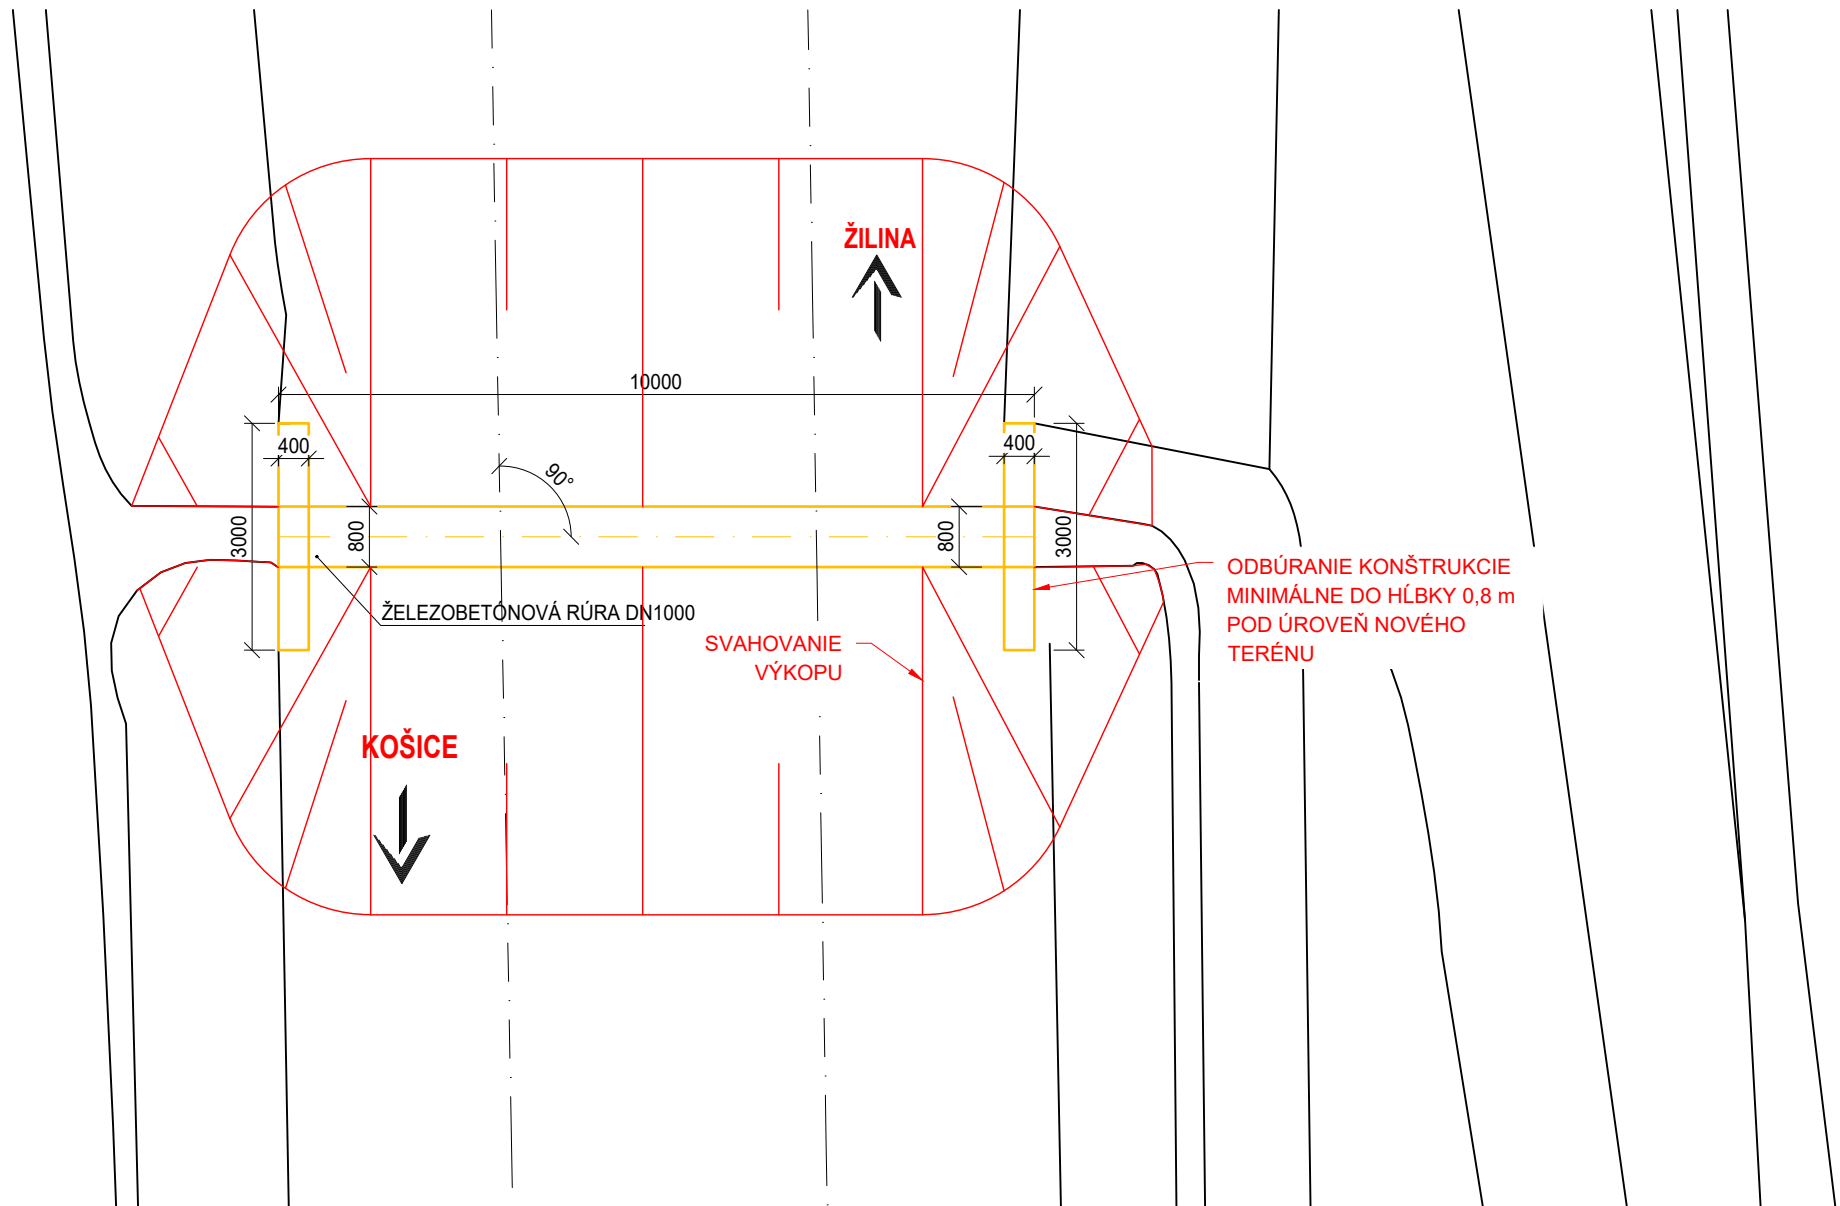 ŽILINA
10000
400
400
90°
3000
800
800
3000
ŽELEZOBETÓNOVÁ RÚRA DN1000
ODBÚRANIE KONŠTRUKCIE
MINIMÁLNE DO HĹBKY 0,8 m
POD ÚROVEŇ NOVÉHO
TERÉNU
SVAHOVANIE
VÝKOPU
KOŠICE